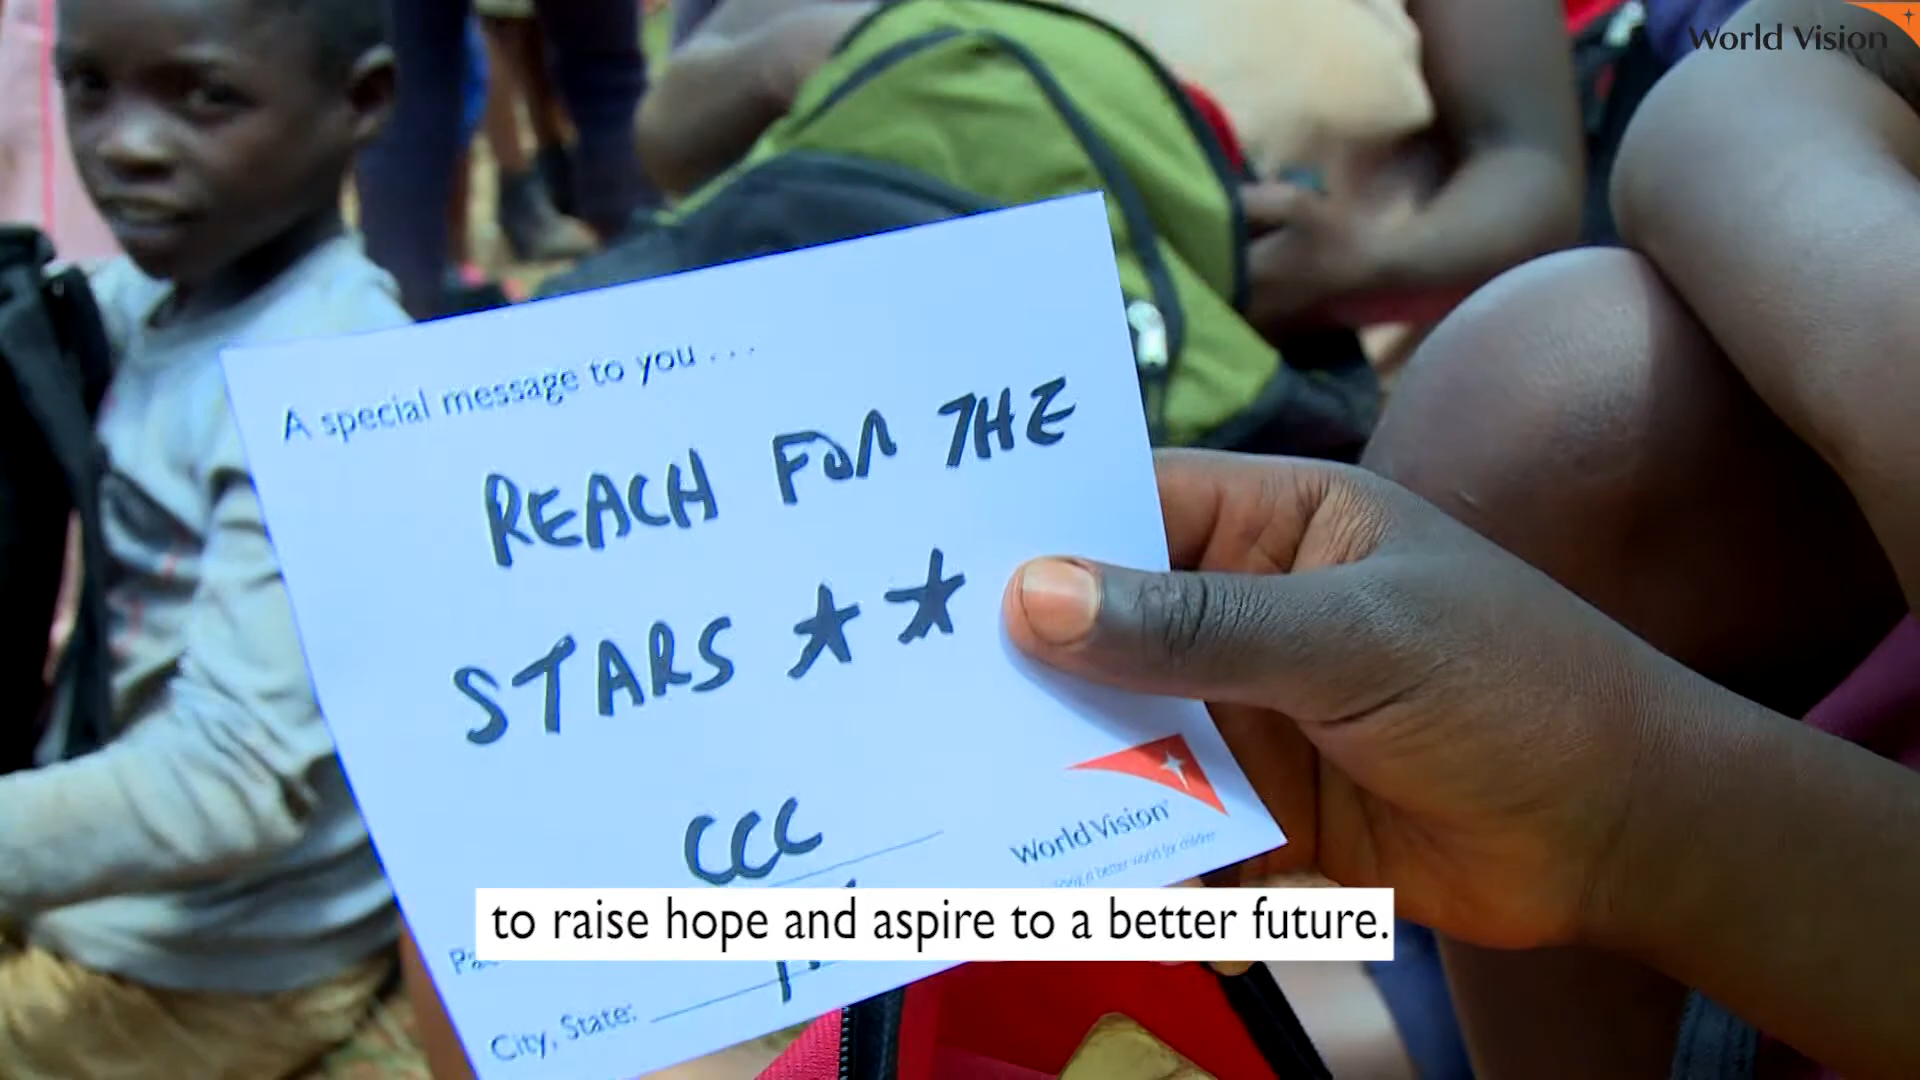 World Vision
A special message to you ...
REACH FOR THE
STARS ★ ★
CCC
World Vision
to raise hope and aspire to a better future.
City, State: